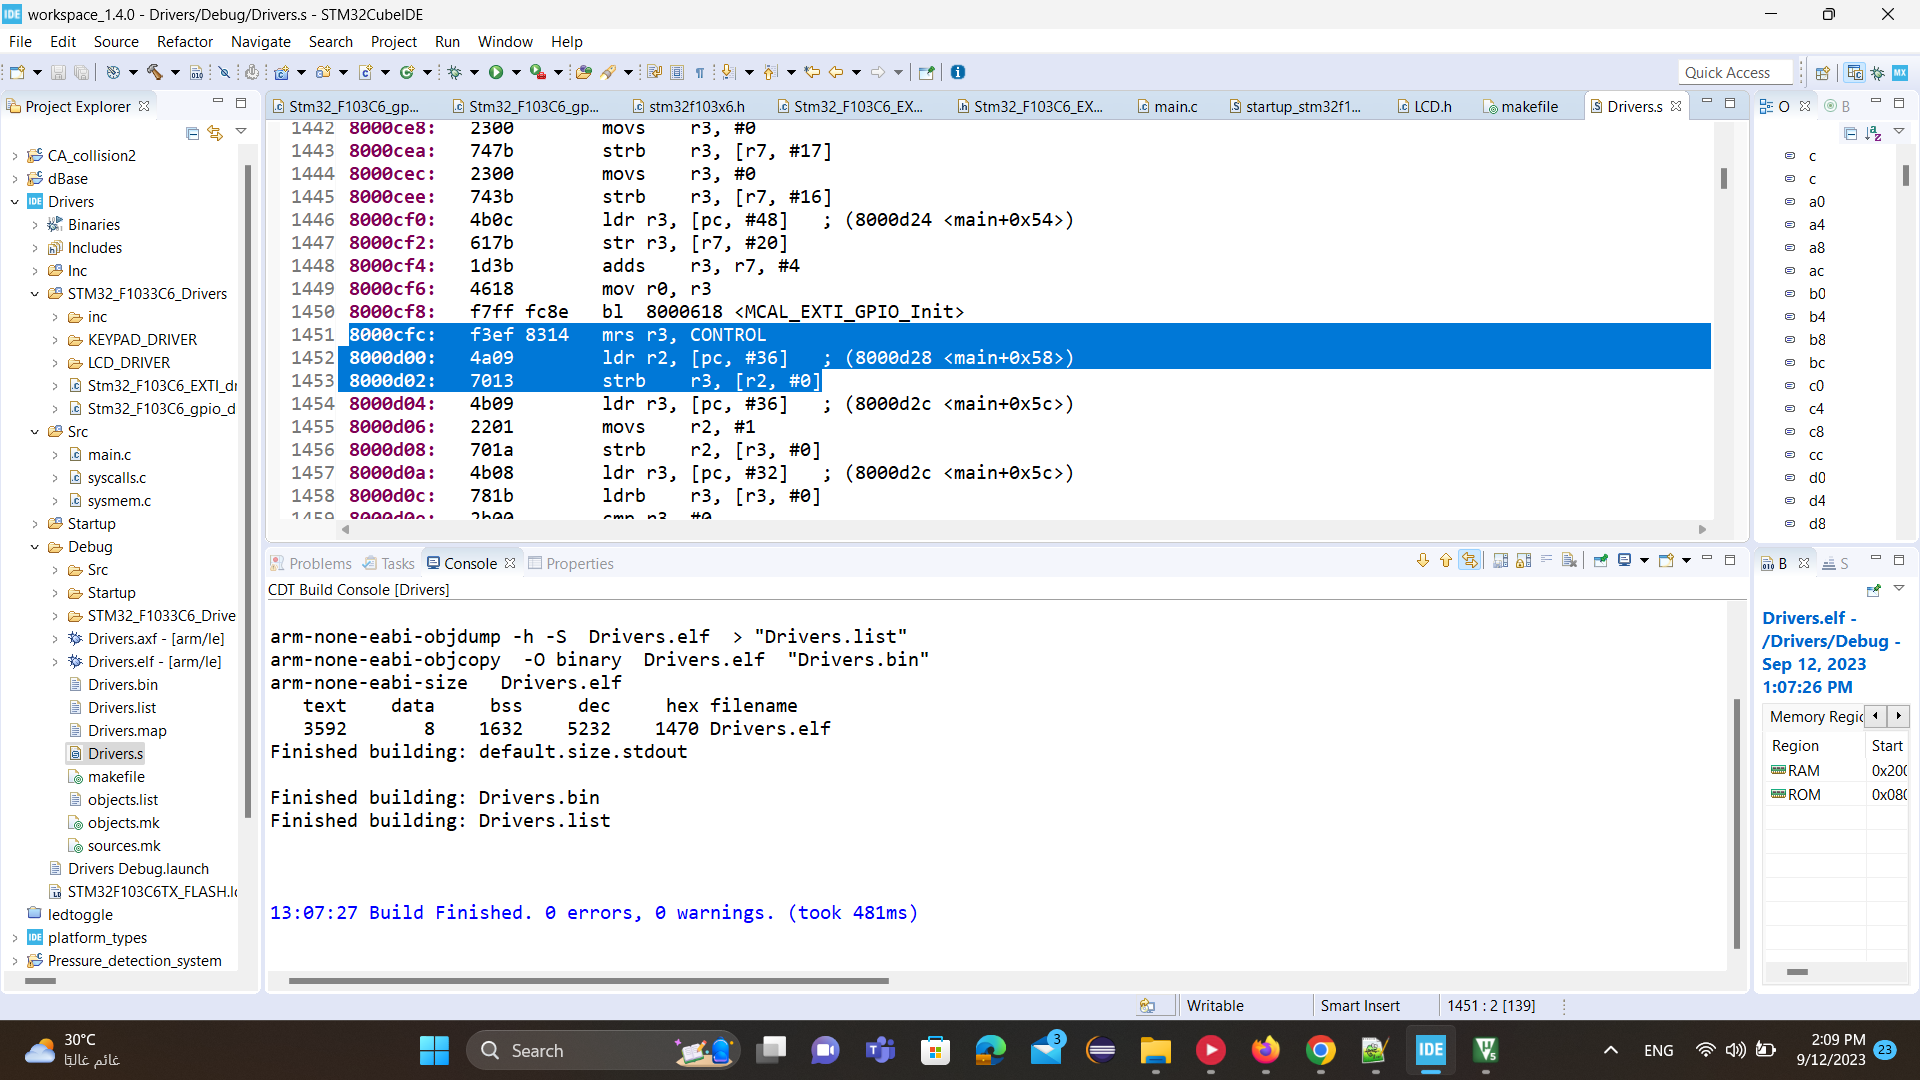 workspace_1.4.0 - Drivers/Debug/Drivers.s - STM32CubeIDE
File Edit Source Refactor Navigate Search Project Run Window Help
Quick Access
Project Explorer
CA_collision2
dBase
Drivers
Binaries
Includes
Inc
STM32_F1033C6_Drivers
inc
KEYPAD_DRIVER
LCD_DRIVER
Stm32_F103C6_EXTI_dr
Stm32_F103C6_gpio_d
Src
main.c
syscalls.c
sysmem.c
Startup
Debug
Src
Startup
STM32_F1033C6_Drive
Drivers.axf - [arm/le]
Drivers.elf - [arm/le]
Drivers.bin
Drivers.list
Drivers.map
Drivers.s
makefile
objects.list
objects.mk
sources.mk
Drivers Debug.launch
STM32F103C6TX_FLASH.lc
ledtoggle
platform_types
Pressure_detection_system
Stm32_F103C6_gp... Stm32_F103C6_gp... stm32f103x6.h Stm32_F103C6_EX... Stm32_F103C6_EX... main.c startup_stm32f1... LCD.h makefile Drivers.s
1442 8000ce8: 2300 movs r3, #0
1443 8000cea: 747b strb r3, [r7, #17]
1444 8000cec: 2300 movs r3, #0
1445 8000cee: 743b strb r3, [r7, #16]
1446 8000cf0: 4b0c ldr r3, [pc, #48] ; (8000d24 <main+0x54>)
1447 8000cf2: 617b str r3, [r7, #20]
1448 8000cf4: 1d3b adds r3, r7, #4
1449 8000cf6: 4618 mov r0, r3
1450 8000cf8: f7ff fc8e bl 8000618 <MCAL_EXTI_GPIO_Init>
1451 8000cfc: f3ef 8314 mrs r3, CONTROL
1452 8000d00: 4a09 ldr r2, [pc, #36] ; (8000d28 <main+0x58>)
1453 8000d02: 7013 strb r3, [r2, #0]
1454 8000d04: 4b09 ldr r3, [pc, #36] ; (8000d2c <main+0x5c>)
1455 8000d06: 2201 movs r2, #1
1456 8000d08: 701a strb r2, [r3, #0]
1457 8000d0a: 4b08 ldr r3, [pc, #32] ; (8000d2c <main+0x5c>)
1458 8000d0c: 781b ldrb r3, [r3, #0]
1459 8000d0e: 2b00 cmp r3, #0
O B
c
c
a0
a4
a8
ac
b0
b4
b8
bc
c0
c4
c8
cc
d0
d4
d8
Problems Tasks Console Properties
CDT Build Console [Drivers]
arm-none-eabi-objdump -h -S Drivers.elf > "Drivers.list"
arm-none-eabi-objcopy -O binary Drivers.elf "Drivers.bin"
arm-none-eabi-size Drivers.elf
text data bss dec hex filename
3592 8 1632 5232 1470 Drivers.elf
Finished building: default.size.stdout
Finished building: Drivers.bin
Finished building: Drivers.list
13:07:27 Build Finished. 0 errors, 0 warnings. (took 481ms)
B S
Drivers.elf -
/Drivers/Debug -
Sep 12, 2023
1:07:26 PM
Memory Regic
Region Start
RAM 0x200
ROM 0x080
Writable Smart Insert 1451 : 2 [139]
30°C
غائم غالبًا
Search
3
IDE
ENG
2:09 PM
9/12/2023
23